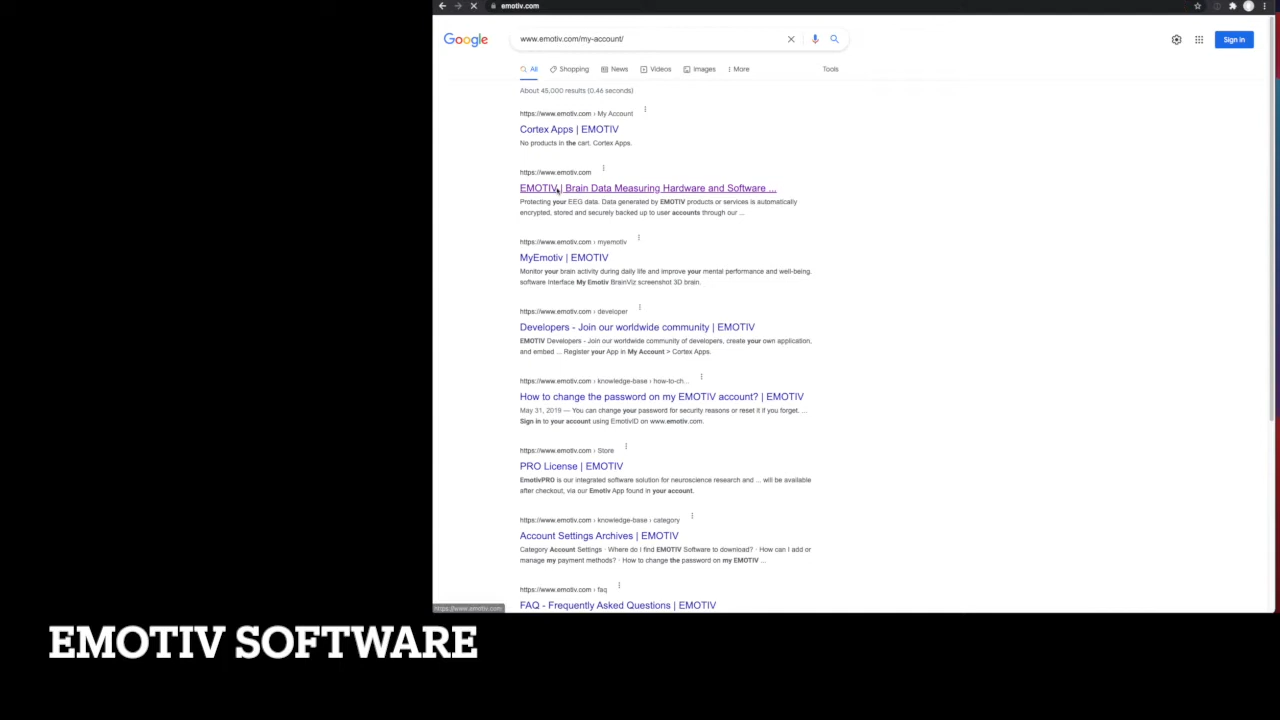 emotiv.com
Google
www.emotiv.com/my-account/
Sign in
All
Shopping
News
Videos
Images
More
Tools
About 45,000 results (0.46 seconds)
https://www.emotiv.com › My Account
Cortex Apps | EMOTIV
No products in the cart. Cortex Apps.
https://www.emotiv.com
EMOTIV | Brain Data Measuring Hardware and Software ...
Protecting your EEG data. Data generated by EMOTIV products or services is automatically
encrypted, stored and securely backed up to user accounts through our ...
https://www.emotiv.com › myemotiv
MyEmotiv | EMOTIV
Monitor your brain activity during daily life and improve your mental performance and well-being.
software Interface My Emotiv BrainViz screenshot 3D brain.
https://www.emotiv.com › developer
Developers - Join our worldwide community | EMOTIV
EMOTIV Developers - Join our worldwide community of developers, create your own application,
and embed ... Register your App in My Account > Cortex Apps.
https://www.emotiv.com › knowledge-base › how-to-ch...
How to change the password on my EMOTIV account? | EMOTIV
May 31, 2019 — You can change your password for security reasons or reset it if you forget. ...
Sign in to your account using EmotivID on www.emotiv.com.
https://www.emotiv.com › Store
PRO License | EMOTIV
EmotivPRO is our integrated software solution for neuroscience research and ... will be available
after checkout, via our Emotiv App found in your account.
https://www.emotiv.com › knowledge-base › category
Account Settings Archives | EMOTIV
Category Account Settings · Where do I find EMOTIV Software to download? · How can I add or
manage my payment methods? · How to change the password on my EMOTIV ...
https://www.emotiv.com › faq
FAQ - Frequently Asked Questions | EMOTIV
https://www.emotiv.com
EMOTIV SOFTWARE